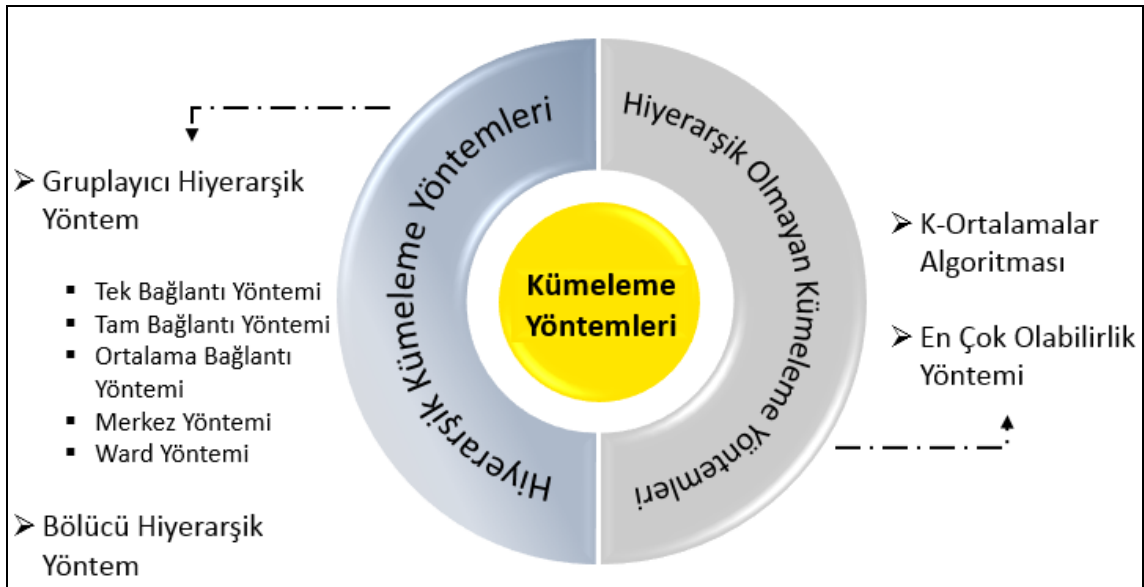 Gruplayıcı Hiyerarşik
Yöntem
Tek Bağlantı Yöntemi
Tam Bağlantı Yöntemi
Ortalama Bağlantı
Yöntemi
Merkez Yöntemi
Ward Yöntemi
Bölücü Hiyerarşik
Yöntem
Hiyerarşik Kümeleme Yöntemleri
Kümeleme
Yöntemleri
Hiyerarşik Olmayan Kümeleme Yöntemleri
K-Ortalamalar
Algoritması
En Çok Olabilirlik
Yöntemi